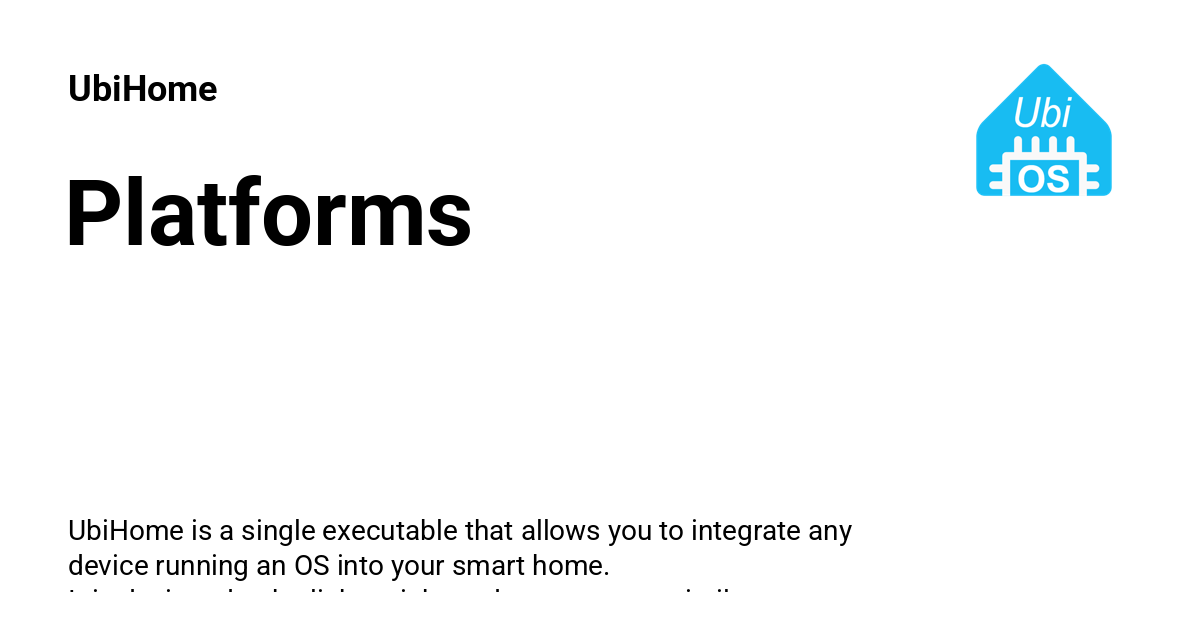 UbiHome
Ubi
OS
Platforms
UbiHome is a single executable that allows you to integrate any
device running an OS into your smart home.